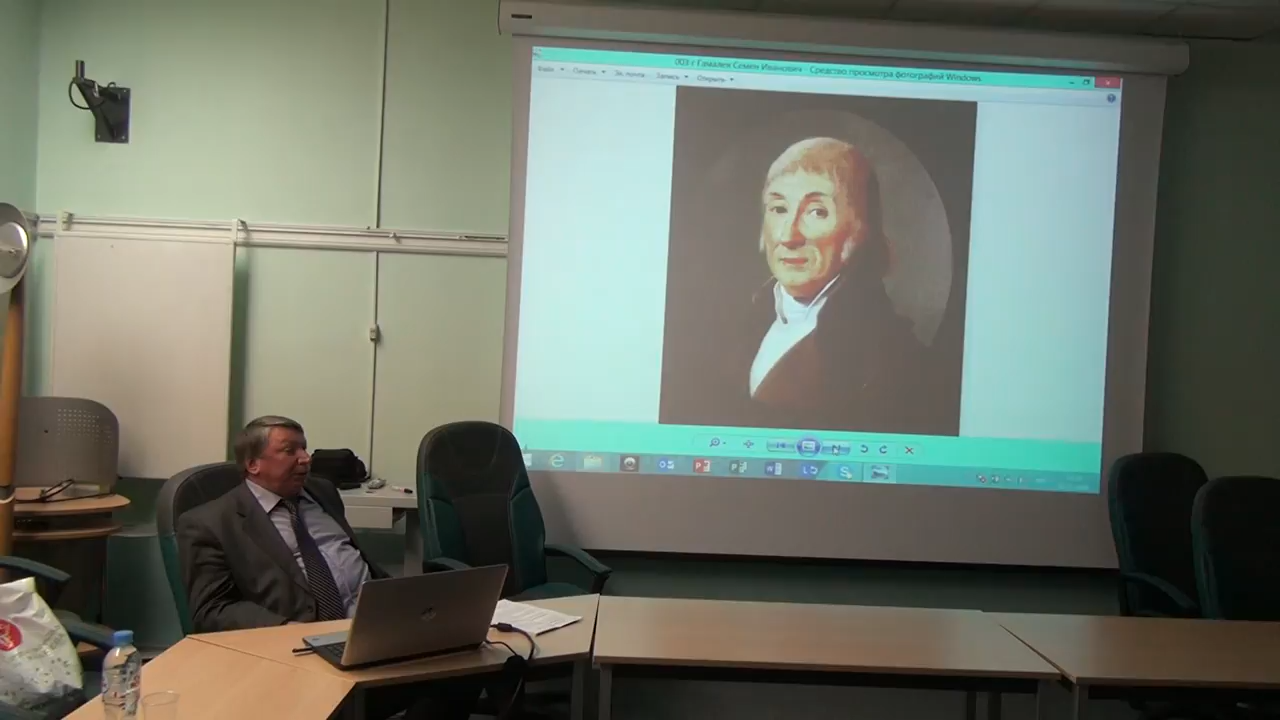 003 г Гамалея Семен Иванович - Средство просмотра фотографий Windows
Файл Печать Эл. почта Запись Открыть